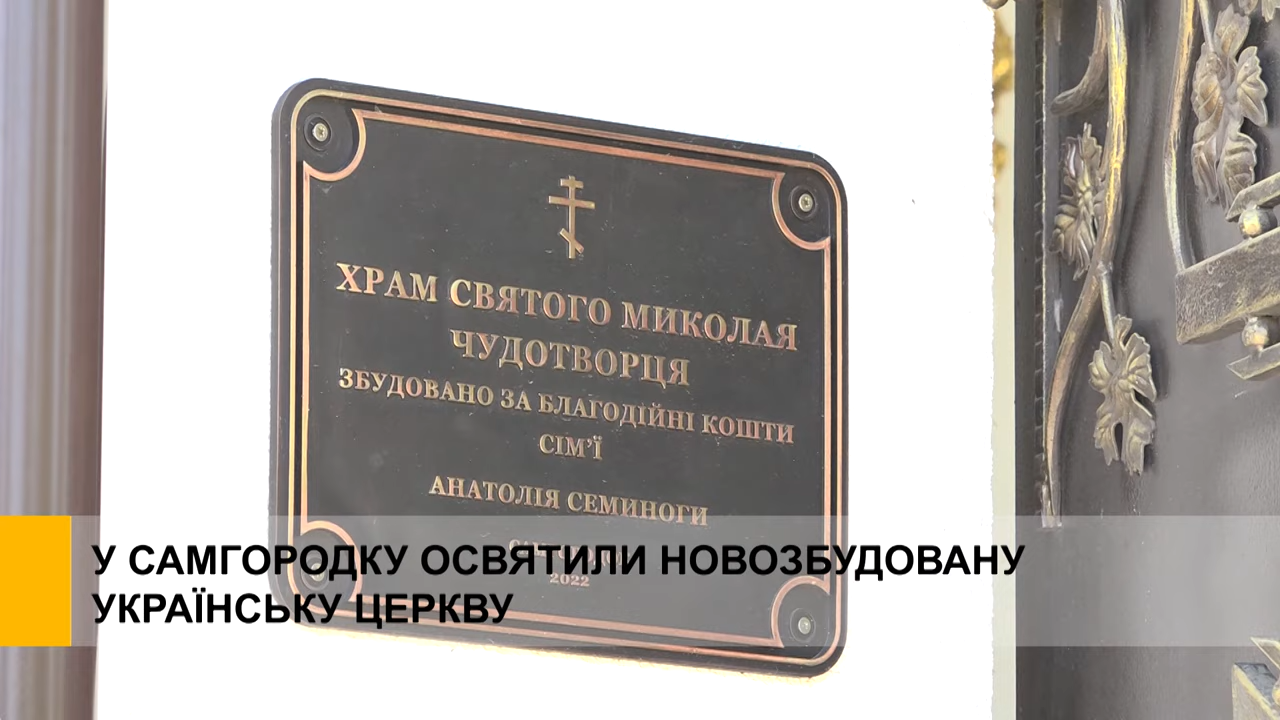 ХРАМ СВЯТОГО МИКОЛАЯ
ЧУДОТВОРЦЯ
ЗБУДОВАНО ЗА БЛАГОДІЙНІ КОШТИ
СІМ'Ї
АНАТОЛІЯ СЕМИНОГИ
2022
У САМГОРОДКУ ОСВЯТИЛИ НОВОЗБУДОВАНУ
УКРАЇНСЬКУ ЦЕРКВУ